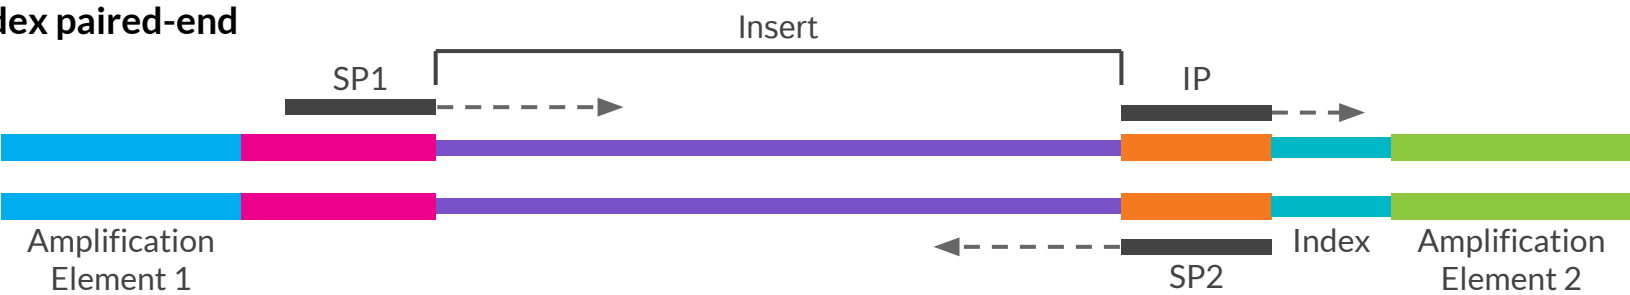 dex paired-end
Insert
SP1
IP
Amplification
Element 1
SP2
Index
Amplification
Element 2